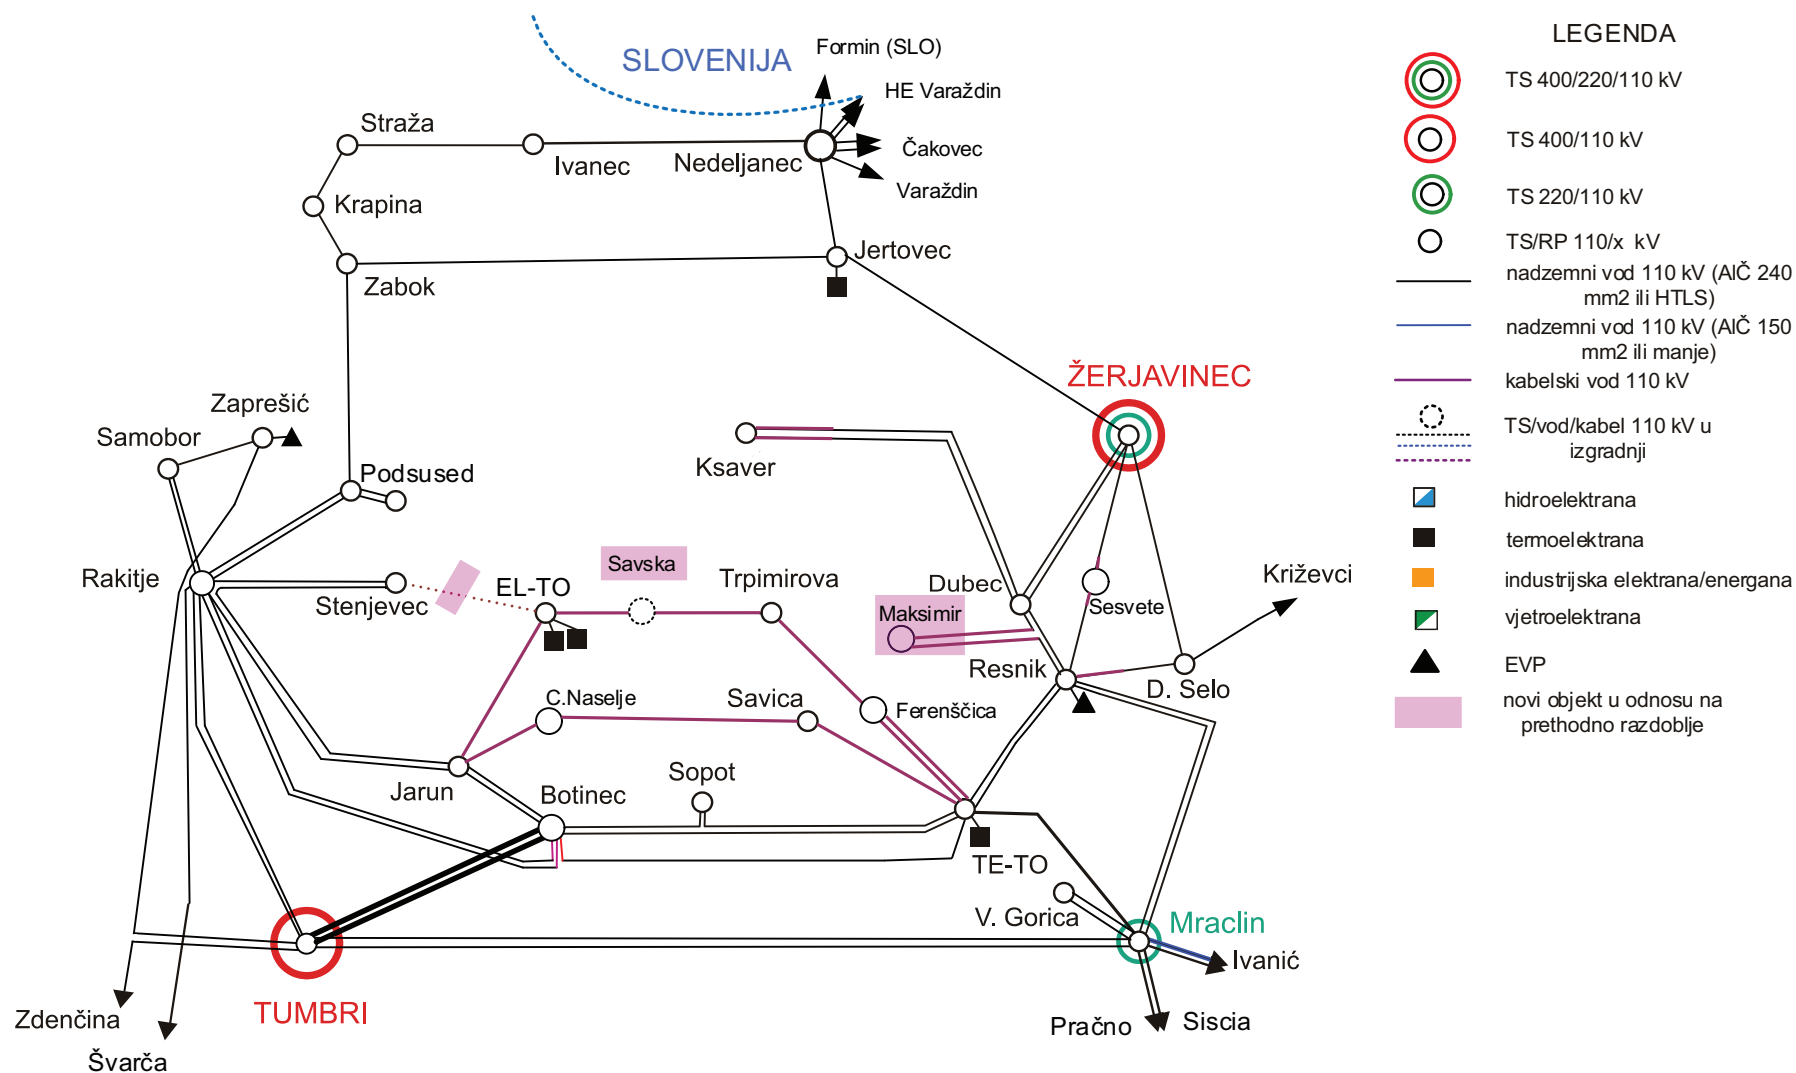 LEGENDA
Formin (SLO)
SLOVENIJA
TS 400/220/110 kV
HE Varaždin
Straža
TS 400/110 kV
Čakovec
Ivanec
Nedeljanec
Varaždin
TS 220/110 kV
Krapina
TS/RP 110/x kV
Jertovec
nadzemni vod 110 kV (AlČ 240
mm2 ili HTLS)
Zabok
nadzemni vod 110 kV (AlČ 150
mm2 ili manje)
ŽERJAVINEC
kabelski vod 110 kV
Zaprešić
Samobor
TS/vod/kabel 110 kV u
izgradnji
Ksaver
Podsused
hidroelektrana
termoelektrana
Savska
Rakitje
Stenjevec
EL-TO
Trpimirova
Dubec
Križevci
industrijska elektrana/energana
Maksimir
Sesvete
vjetroelektrana
Resnik
EVP
D. Selo
C.Naselje
Savica
Ferenščica
novi objekt u odnosu na
prethodno razdoblje
Sopot
Jarun
Botinec
TE-TO
V. Gorica
Mraclin
Ivanić
TUMBRI
Zdenčina
Pračno
Siscia
Švarča